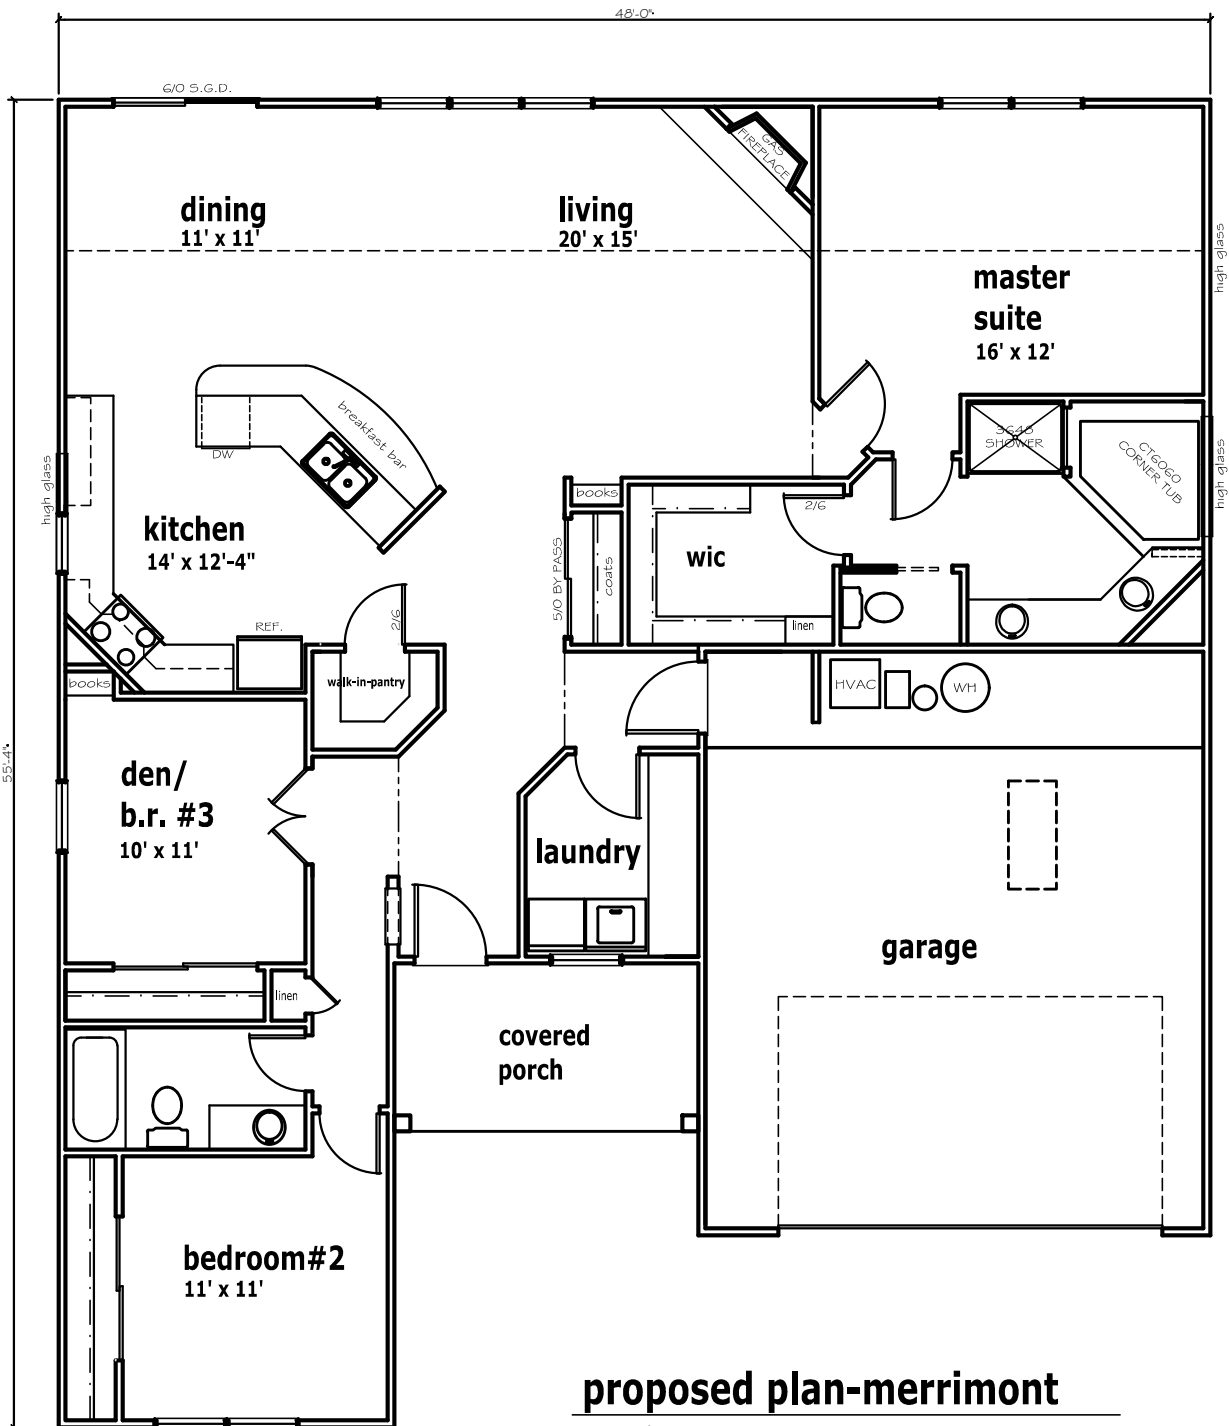 48'-0"
6/0 S.G.D.
GAS
FIREPLACE
dining
11' x 11'
living
20' x 15'
high glass
master
suite
16' x 12'
breakfast bar
DW
3648
SHOWER
CT6060
CORNER TUB
high glass
high glass
books
2/6
kitchen
14' x 12'-4"
5/0 BY PASS
coats
wic
2/6
REF.
linen
books
walk-in-pantry
HVAC
WH
55'-4"
den/
b.r. #3
10' x 11'
laundry
garage
linen
covered
porch
bedroom#2
11' x 11'
proposed plan-merrimont